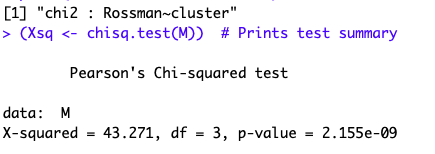 [1] "chi2 : Rossman~cluster"
> (Xsq <- chisq.test(M))  # Prints test summary
Pearson's Chi-squared test
data:  M
X-squared = 43.271, df = 3, p-value = 2.155e-09